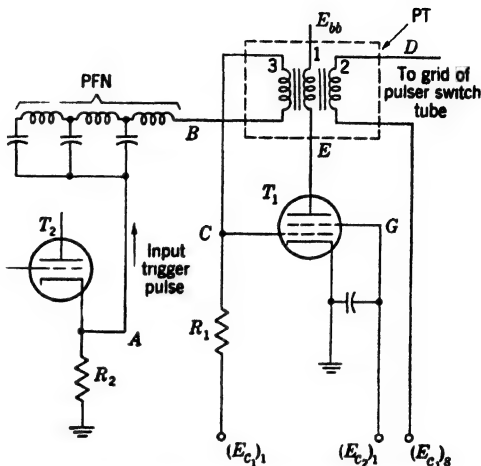 E_bb
PT
D
3
1
2
To grid of
pulser switch
tube
PFN
B
E
T_1
T_2
C
G
Input
trigger
pulse
A
R_1
R_2
(E_c1)_1
(E_c2)_1
(E_c1)_8